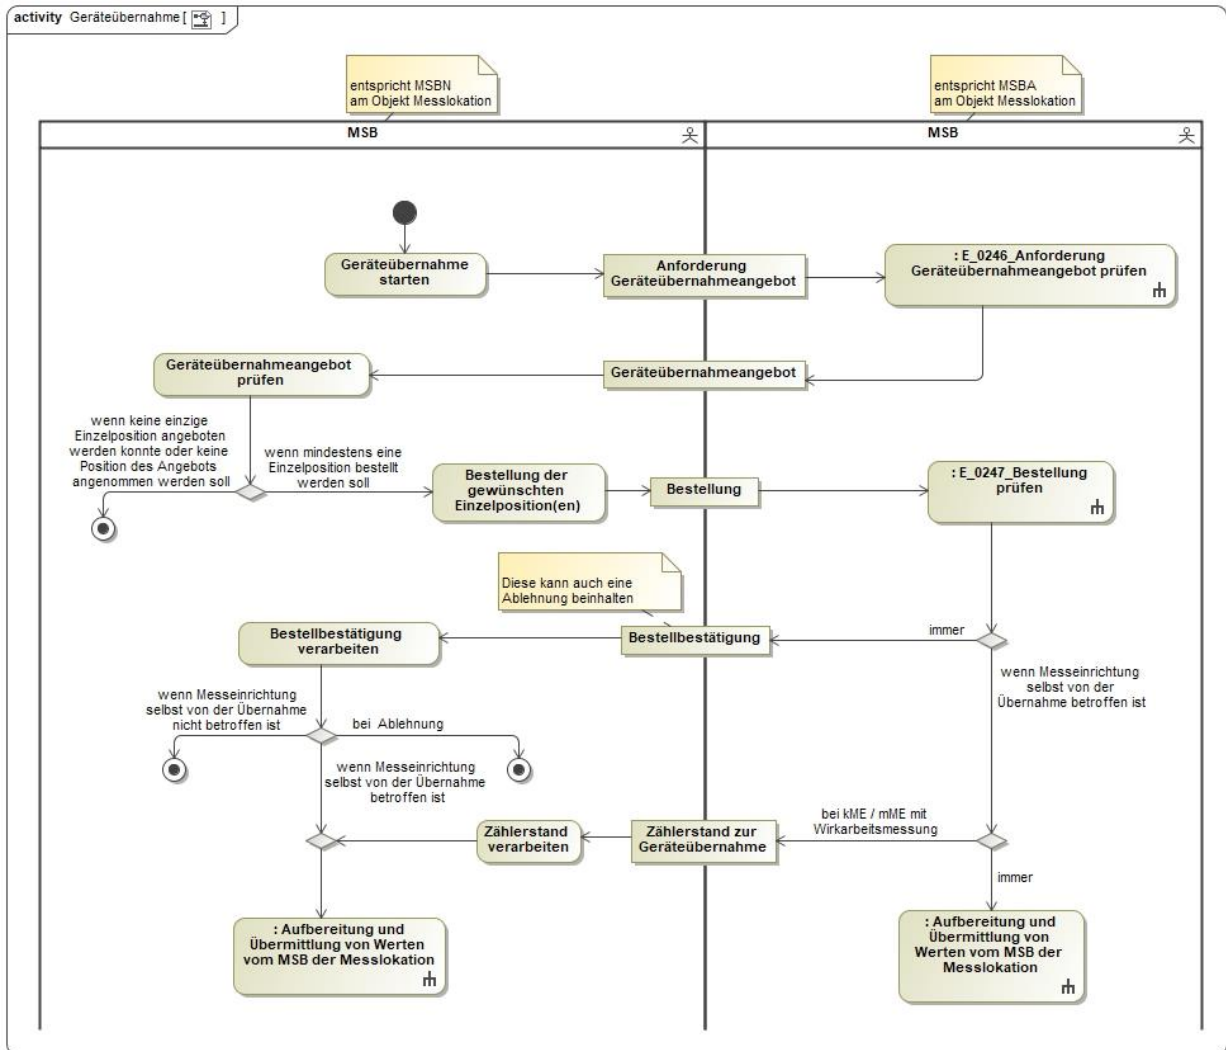 activity Geräteübernahme [ ]
entspricht MSBN
am Objekt Messlokation
entspricht MSBA
am Objekt Messlokation
MSB
MSB
Geräteübernahme
starten
Anforderung
Geräteübernahmeangebot
: E_0246_Anforderung
Geräteübernahmeangebot prüfen
Geräteübernahmeangebot
prüfen
Geräteübernahmeangebot
wenn keine einzige
Einzelposition angeboten
werden konnte oder keine
Position des Angebots
angenommen werden soll
wenn mindestens eine
Einzelposition bestellt
werden soll
Bestellung der
gewünschten
Einzelposition(en)
Bestellung
: E_0247_Bestellung
prüfen
Diese kann auch eine
Ablehnung beinhalten
Bestellbestätigung
verarbeiten
Bestellbestätigung
immer
wenn Messeinrichtung
selbst von der
Übernahme betroffen ist
wenn Messeinrichtung
selbst von der Übernahme
nicht betroffen ist
bei Ablehnung
wenn Messeinrichtung
selbst von der Übernahme
betroffen ist
Zählerstand
verarbeiten
Zählerstand zur
Geräteübernahme
bei kME / mME mit
Wirkarbeitsmessung
immer
: Aufbereitung und
Übermittlung von Werten
vom MSB der Messlokation
: Aufbereitung und
Übermittlung von
Werten vom MSB der
Messlokation